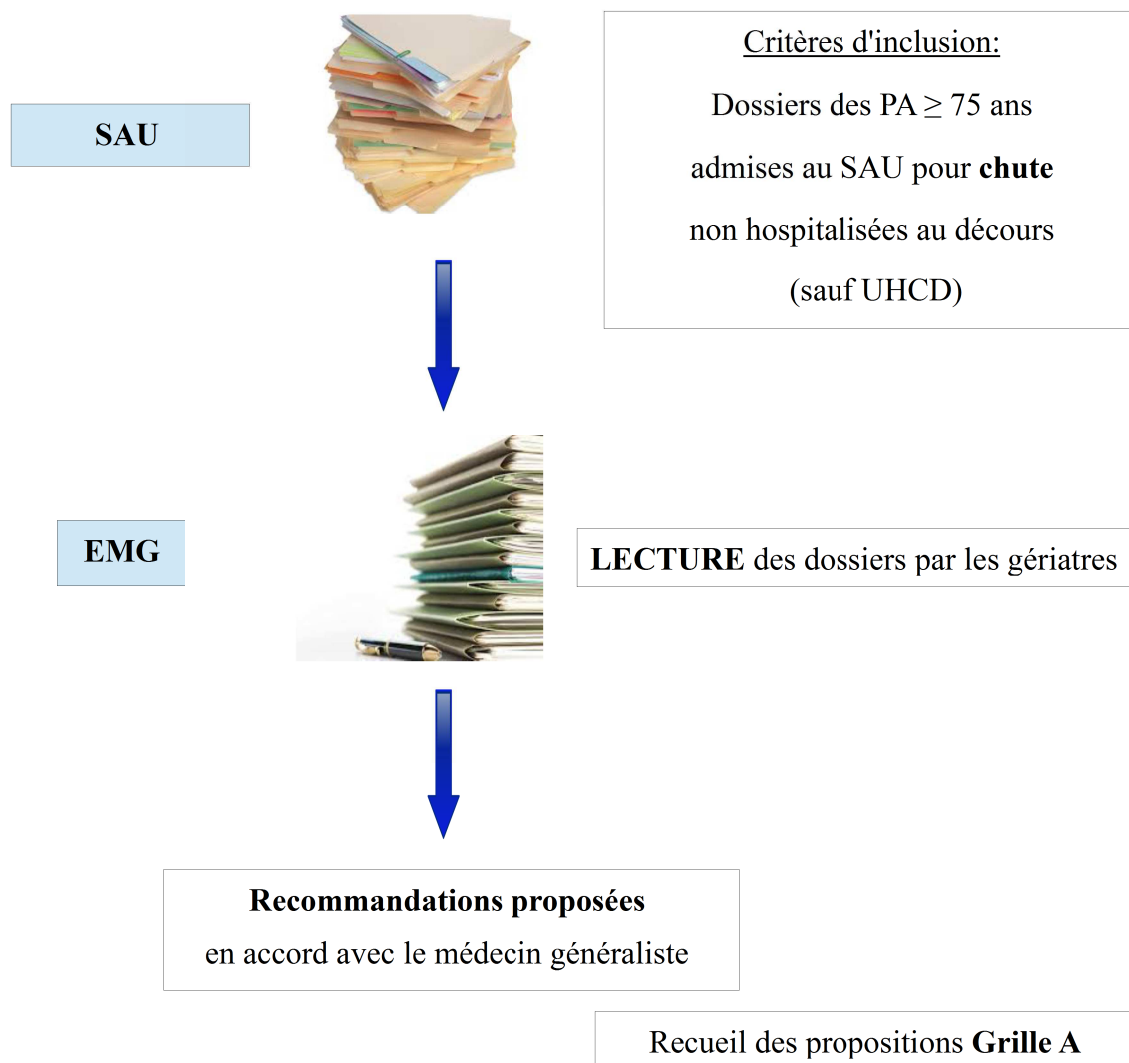 SAU
Critères d'inclusion:
Dossiers des PA ≥ 75 ans
admises au SAU pour chute
non hospitalisées au décours
(sauf UHCD)
EMG
LECTURE des dossiers par les gériatres
Recommandations proposées
en accord avec le médecin généraliste
Recueil des propositions Grille A